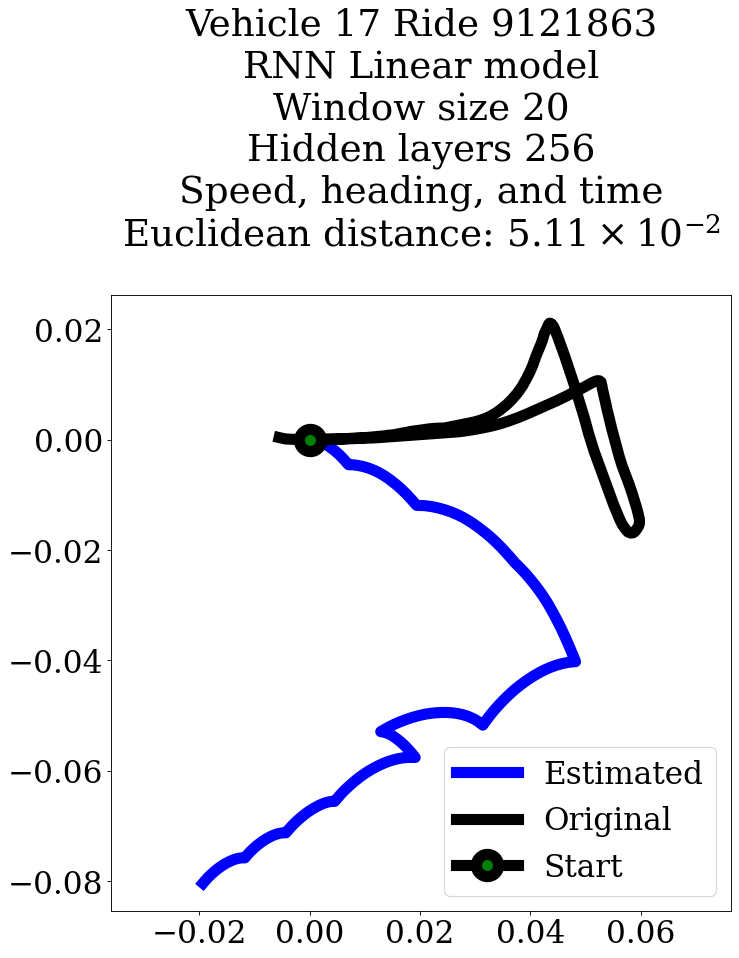 Vehicle 17 Ride 9121863
RNN Linear model
Window size 20
Hidden layers 256
Speed, heading, and time
Euclidean distance: 5.11 × 10⁻²
0.02
0.00
−0.02
−0.04
−0.06
−0.08
Estimated
Original
Start
−0.02 0.00 0.02 0.04 0.06